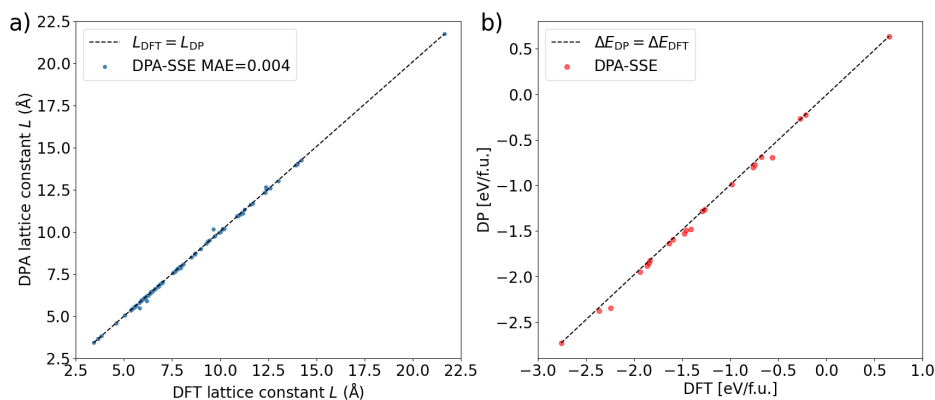 a)
22.5
20.0
17.5
15.0
12.5
10.0
7.5
5.0
2.5
DPA lattice constant L (Å)
L_DFT = L_DP
DPA-SSE MAE=0.004
2.5 5.0 7.5 10.0 12.5 15.0 17.5 20.0 22.5
DFT lattice constant L (Å)
b)
0.5
0.0
−0.5
−1.0
−1.5
−2.0
−2.5
DP [eV/f.u.]
ΔE_DP = ΔE_DFT
DPA-SSE
−3.0 −2.5 −2.0 −1.5 −1.0 −0.5 0.0 0.5 1.0
DFT [eV/f.u.]